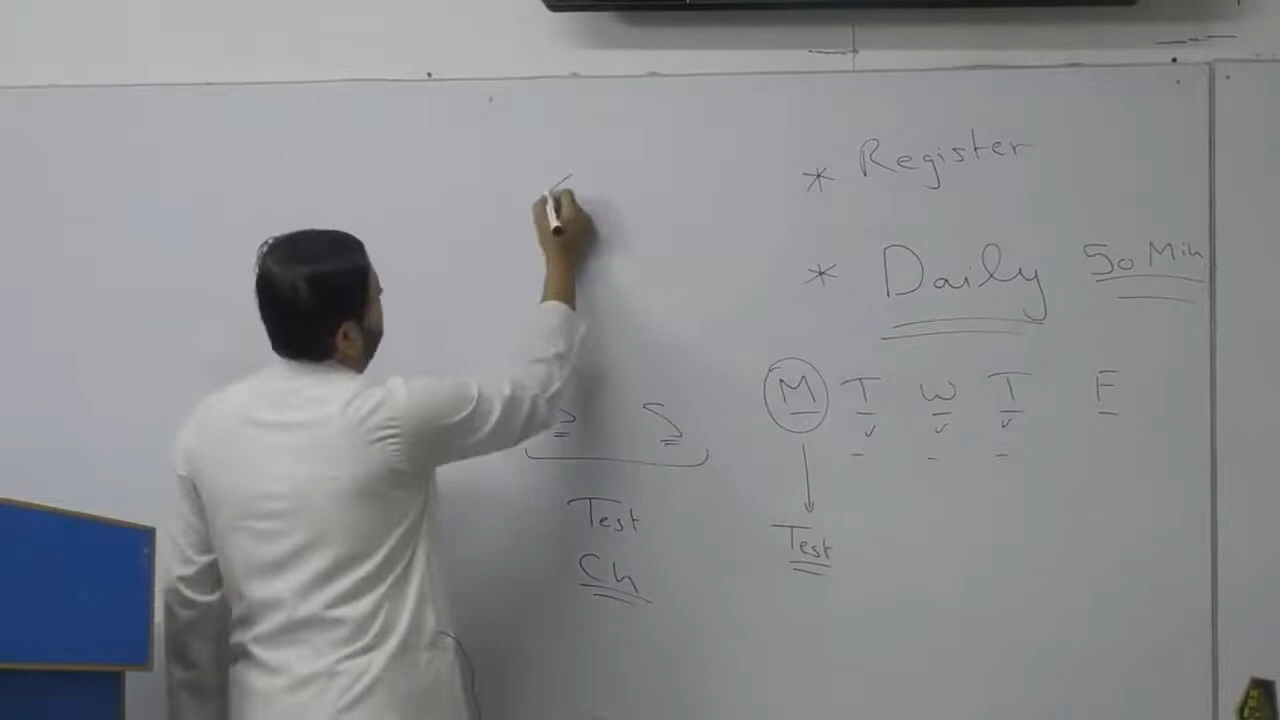 * Register
* Daily 50 Min
S S M T W T F
Test Test
Ch